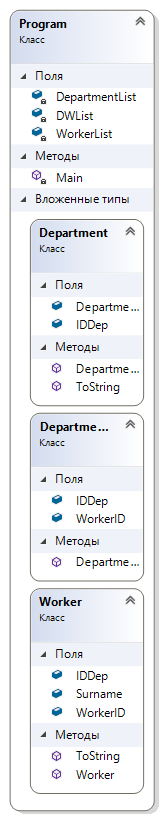 Program
Класс
Поля
DepartmentList
DWList
WorkerList
Методы
Main
Вложенные типы
Department
Класс
Поля
Departme...
IDDep
Методы
Departme...
ToString
Departme...
Класс
Поля
IDDep
WorkerID
Методы
Departme...
Worker
Класс
Поля
IDDep
Surname
WorkerID
Методы
ToString
Worker